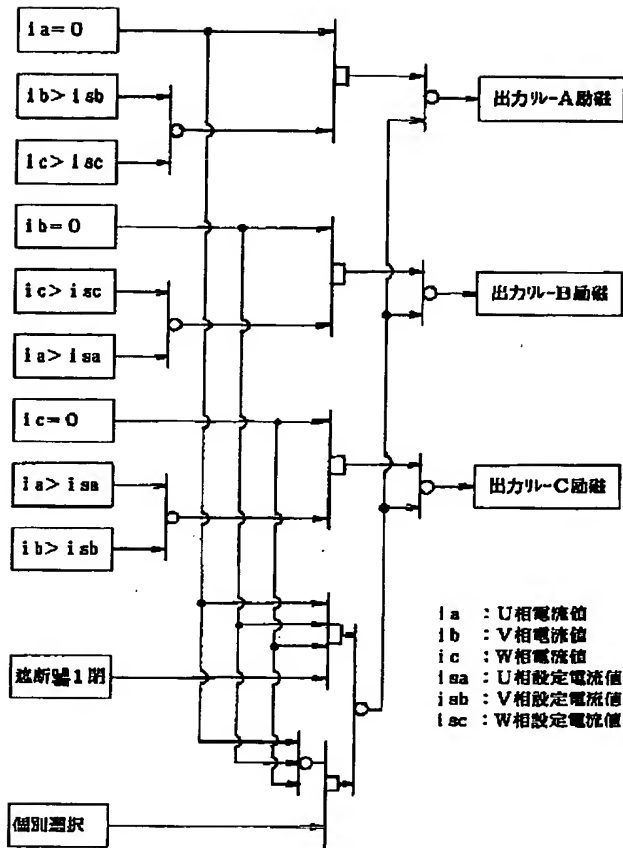 ia=0
ib>isb
ic>isc
出力リレーA励磁
ib=0
ic>isc
ia>isa
出力リレーB励磁
ic=0
ia>isa
ib>isb
出力リレーC励磁
遮断器1閉
個別選択
ia :U相電流値
ib :V相電流値
ic :W相電流値
isa :U相設定電流値
isb :V相設定電流値
isc :W相設定電流値